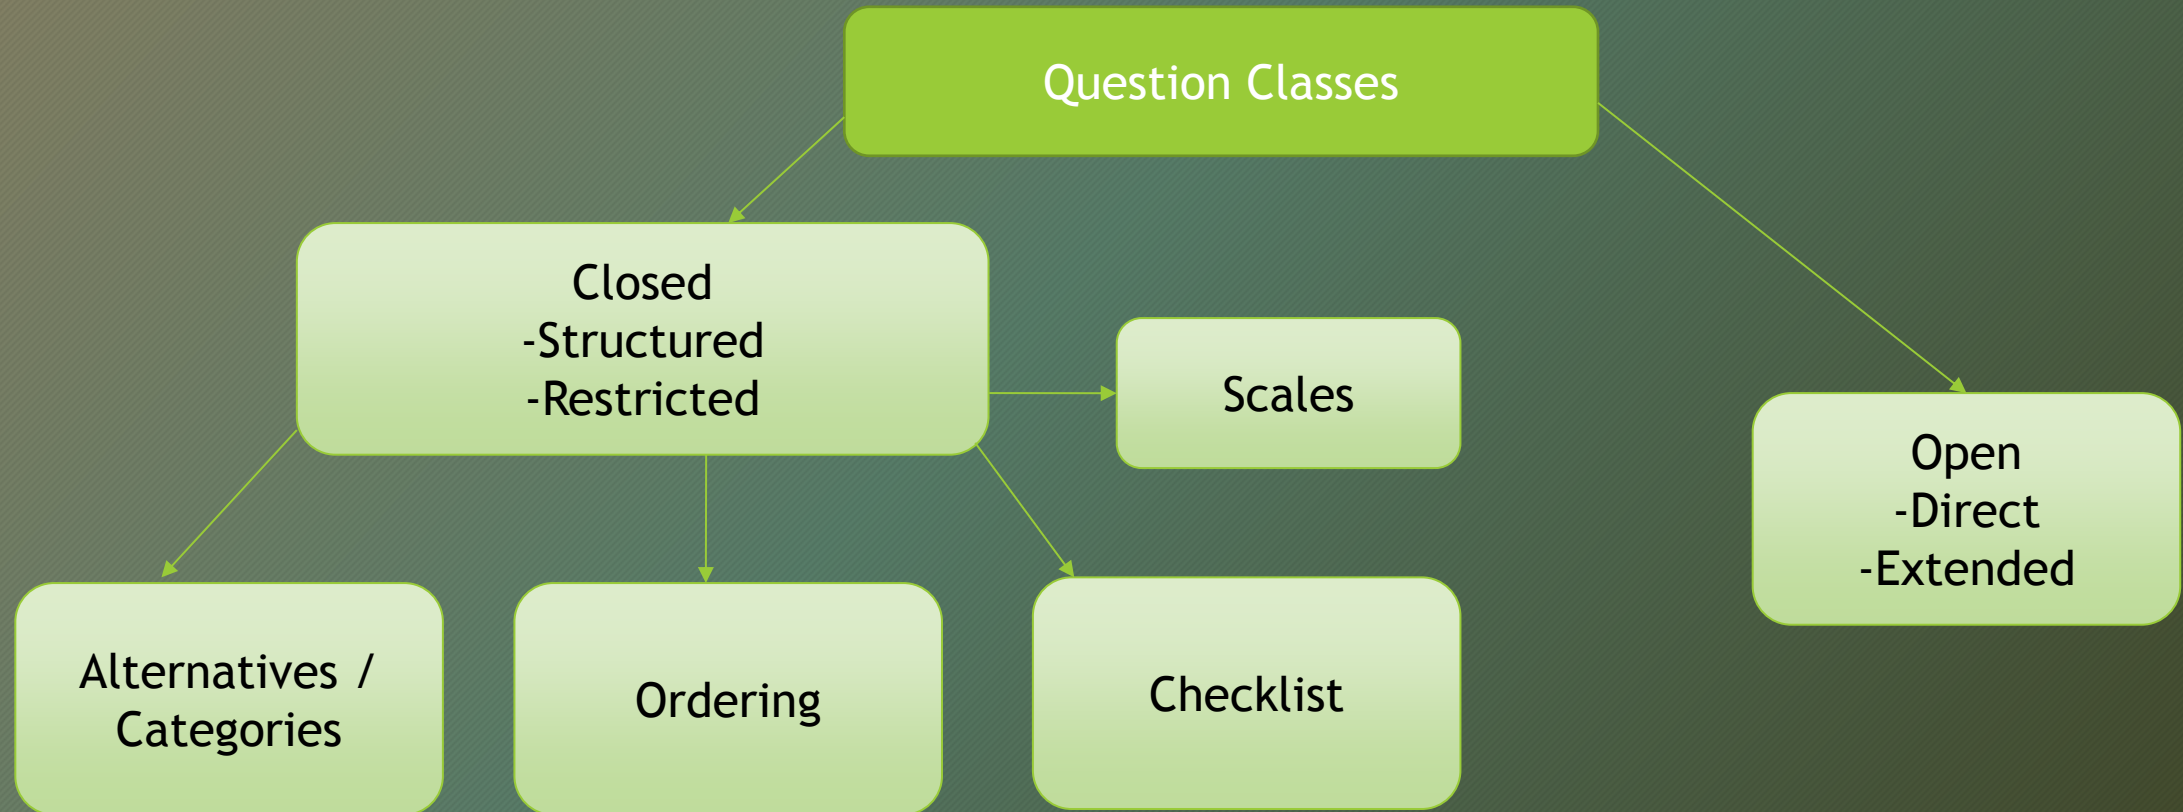 Question Classes
Closed
-Structured
-Restricted
Scales
Open
-Direct
-Extended
Alternatives /
Categories
Ordering
Checklist